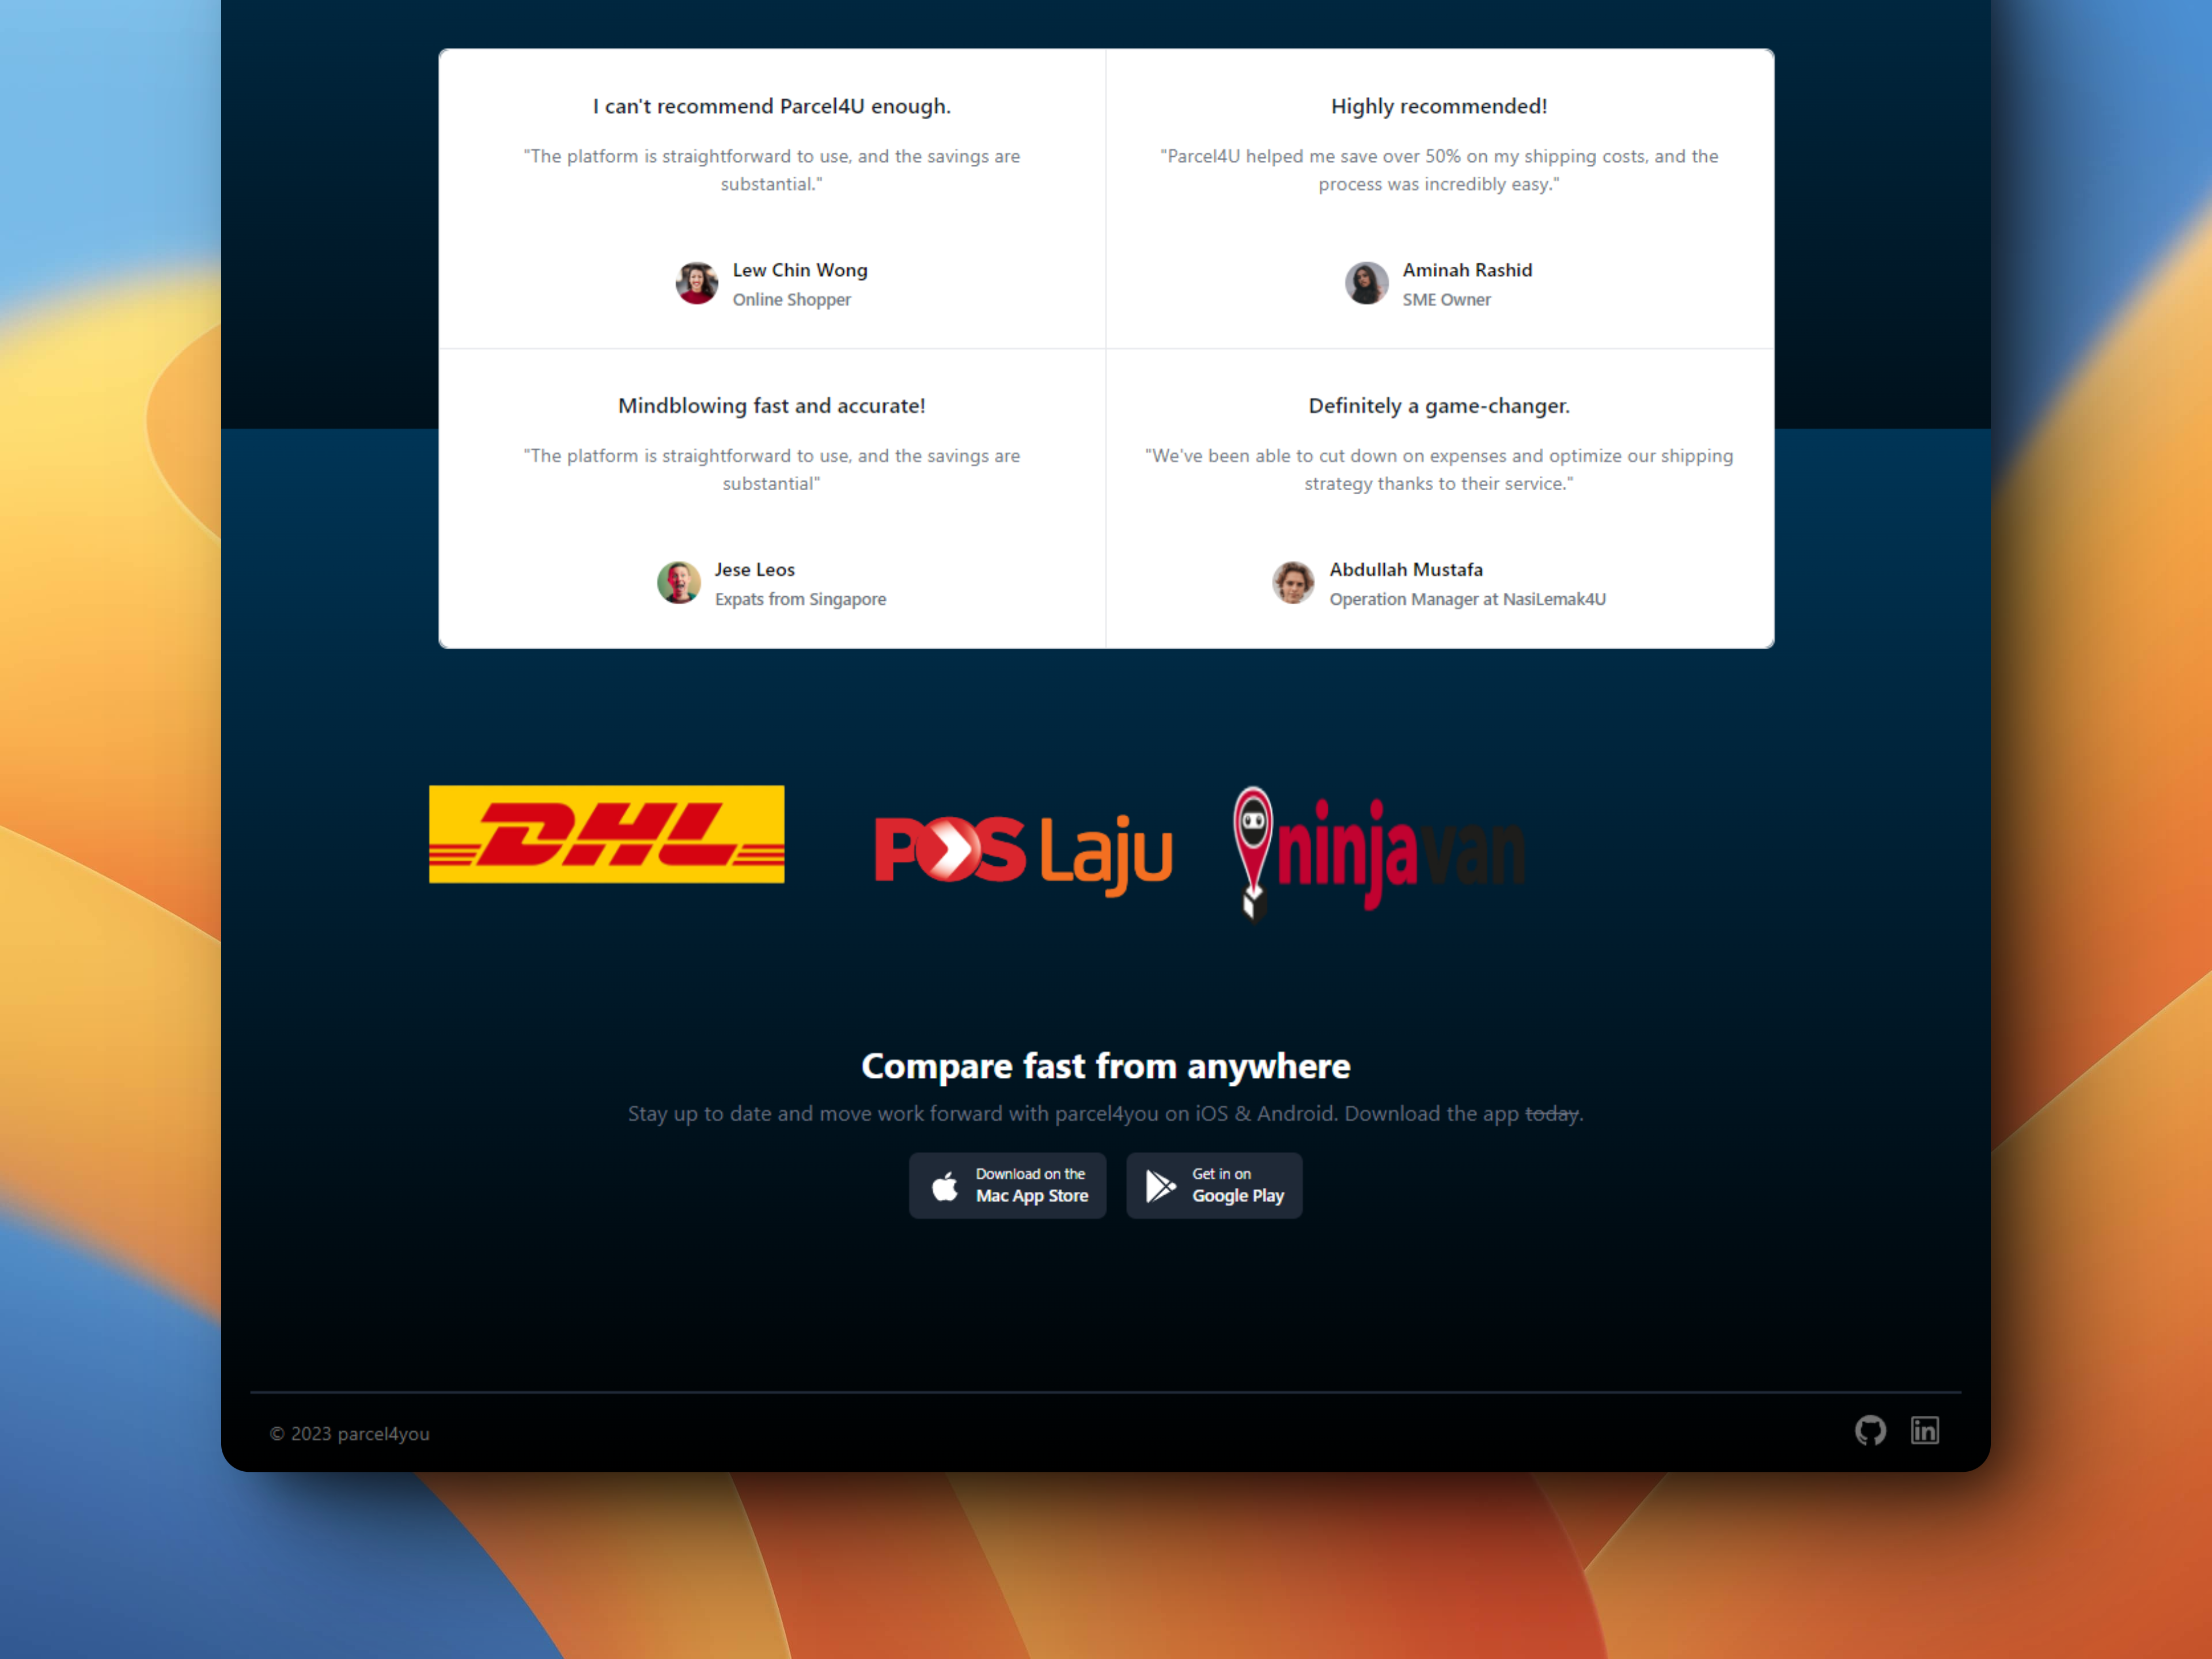 I can't recommend Parcel4U enough.
"The platform is straightforward to use, and the savings are
substantial."
Lew Chin Wong
Online Shopper
Highly recommended!
"Parcel4U helped me save over 50% on my shipping costs, and the
process was incredibly easy."
Aminah Rashid
SME Owner
Mindblowing fast and accurate!
"The platform is straightforward to use, and the savings are
substantial"
Jese Leos
Expats from Singapore
Definitely a game-changer.
"We've been able to cut down on expenses and optimize our shipping
strategy thanks to their service."
Abdullah Mustafa
Operation Manager at NasiLemak4U
DHL
POS Laju
ninjavan
Compare fast from anywhere
Stay up to date and move work forward with parcel4you on iOS & Android. Download the app today.
Download on the
Mac App Store
Get in on
Google Play
© 2023 parcel4you
in